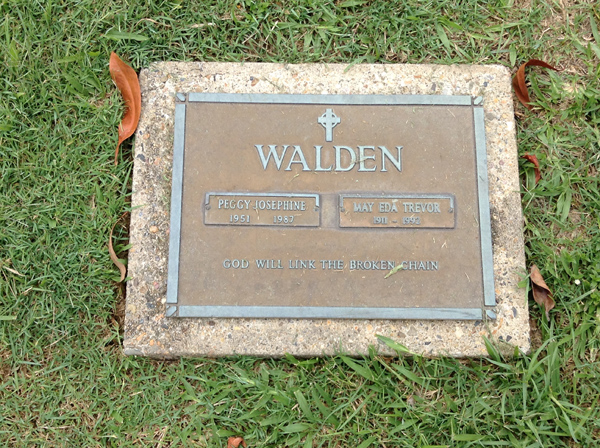 WALDEN
PEGGY JOSEPHINE
1951 1987
MAY EDA TREVOR
1911 - 1992
GOD WILL LINK THE BROKEN CHAIN